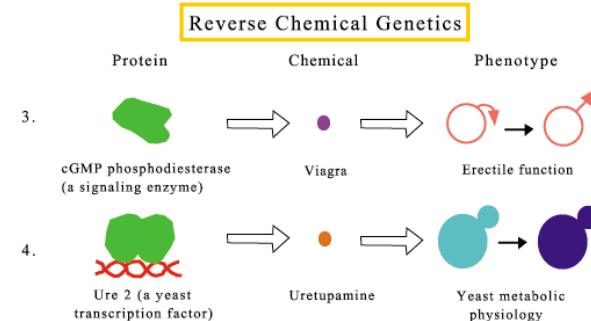 Reverse Chemical Genetics
Protein Chemical Phenotype
3.
cGMP phosphodiesterase
(a signaling enzyme)
Viagra
Erectile function
4.
Ure 2 (a yeast
transcription factor)
Uretupamine
Yeast metabolic
physiology